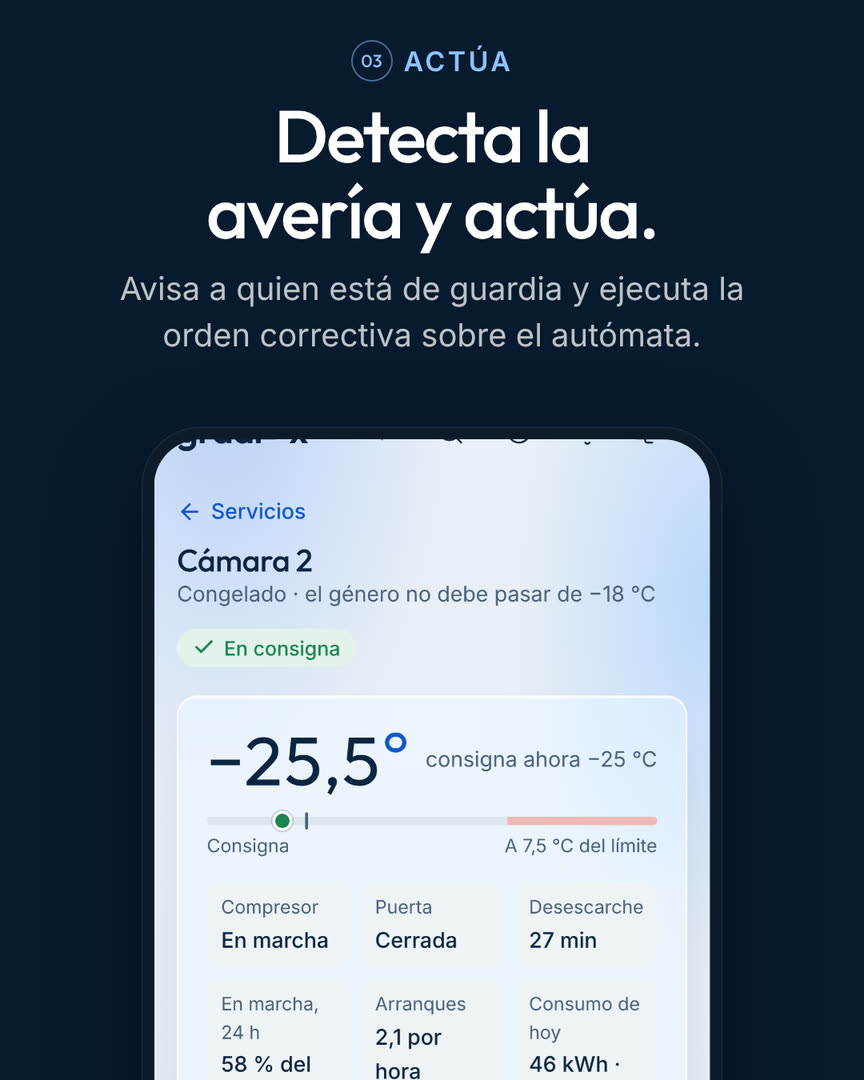 03 ACTÚA
Detecta la
avería y actúa.
Avisa a quien está de guardia y ejecuta la
orden correctiva sobre el autómata.
← Servicios
Cámara 2
Congelado · el género no debe pasar de −18 °C
En consigna
−25,5° consigna ahora −25 °C
Consigna A 7,5 °C del límite
Compresor Puerta Desescarche
En marcha Cerrada 27 min
En marcha, Arranques Consumo de
24 h 2,1 por hoy
58 % del hora 46 kWh ·